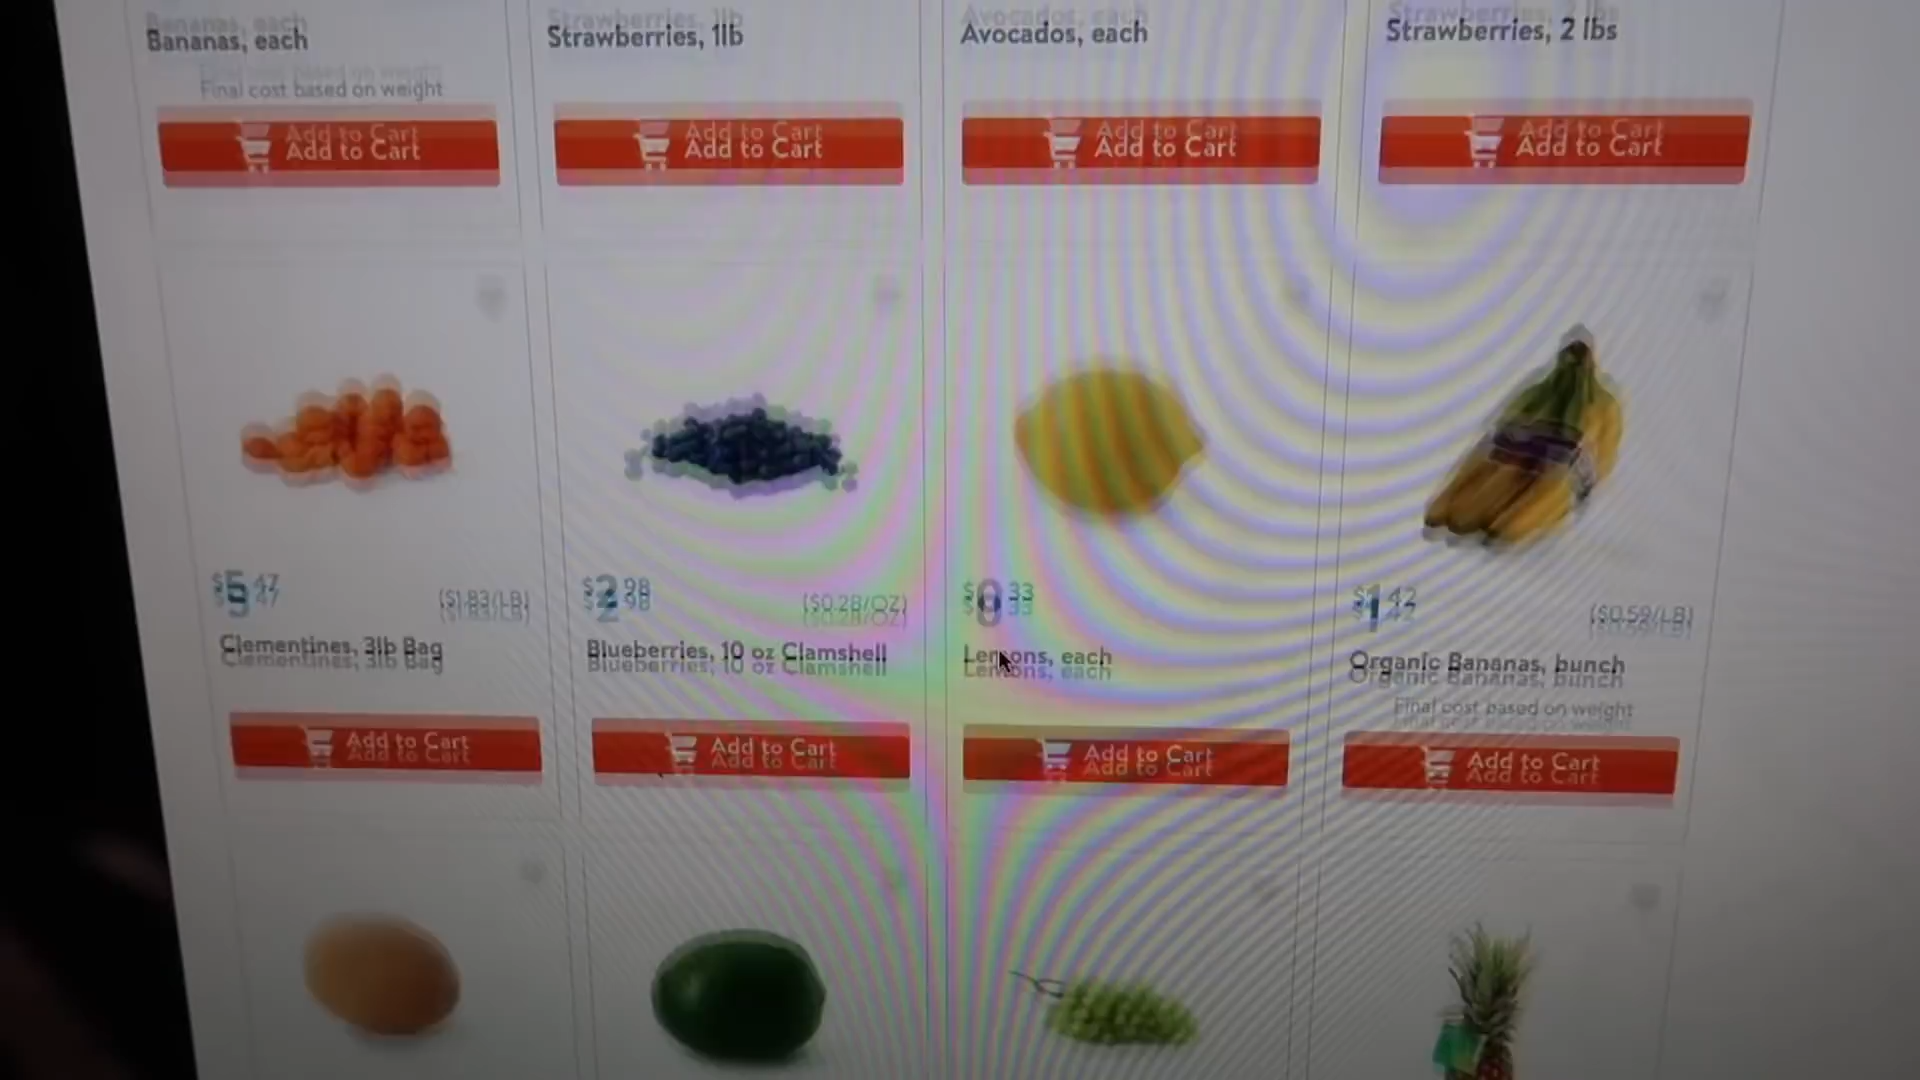 Bananas, each
Strawberries, 1lb
Avocados, each
Strawberries, 2 lbs
Final cost based on weight
Add to Cart
Add to Cart
Add to Cart
Add to Cart
$5.47
($1.83/LB)
$2.98
($0.28/OZ)
$0.33
$1.42
($0.59/LB)
Clementines, 3lb Bag
Blueberries, 10 oz Clamshell
Lemons, each
Organic Bananas, bunch
Final cost based on weight
Add to Cart
Add to Cart
Add to Cart
Add to Cart